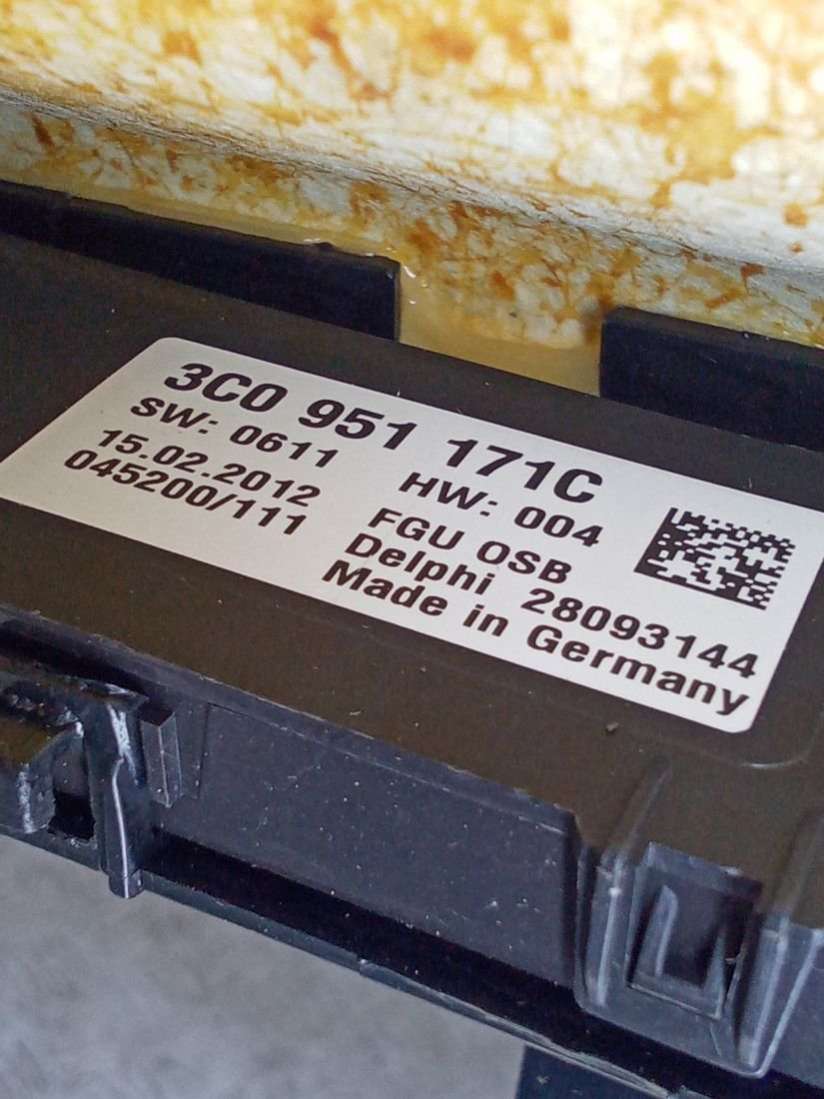 3C0 951 171C
SW: 0611 HW: 004
15.02.2012 FGU OSB
045200/111 Delphi 28093144
Made in Germany